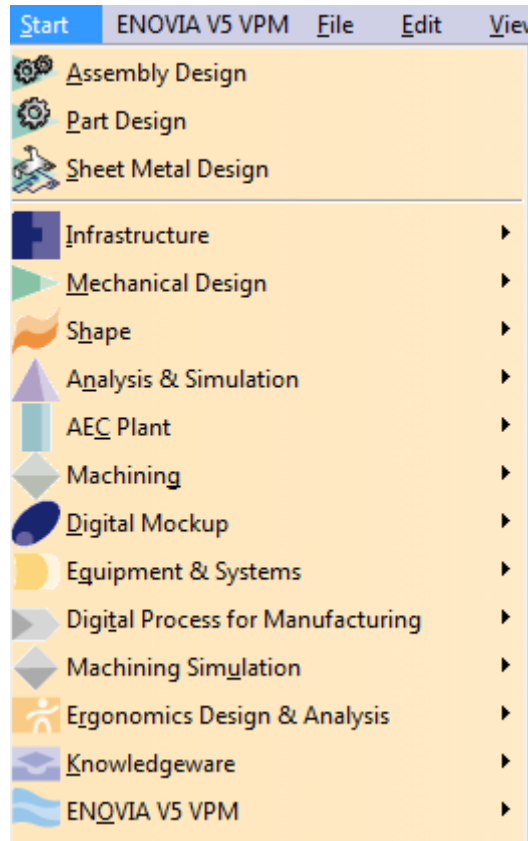 Start ENOVIA V5 VPM File Edit
Assembly Design
Part Design
Sheet Metal Design
Infrastructure
Mechanical Design
Shape
Analysis & Simulation
AEC Plant
Machining
Digital Mockup
Equipment & Systems
Digital Process for Manufacturing
Machining Simulation
Ergonomics Design & Analysis
Knowledgeware
ENOVIA V5 VPM